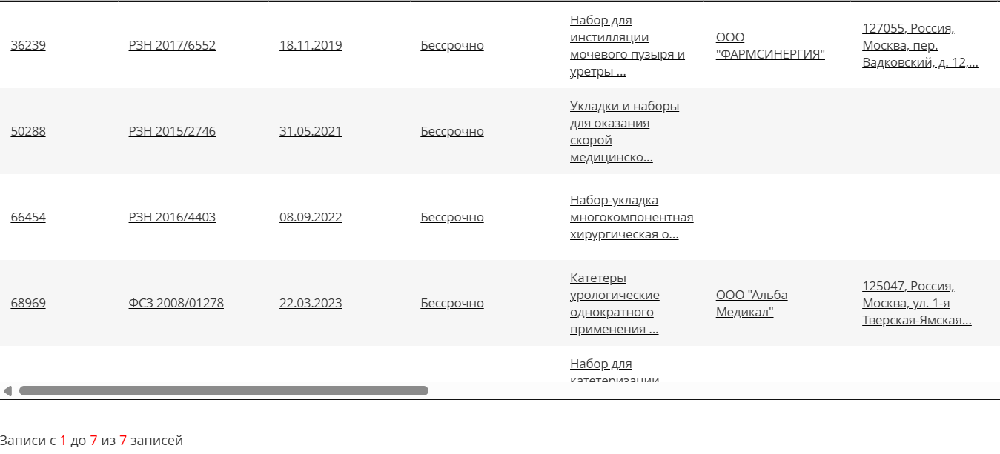 36239 РЗН 2017/6552 18.11.2019 Бессрочно
Набор для
инстилляции
мочевого пузыря и
уретры ...
ООО
"ФАРМСИНЕРГИЯ"
127055, Россия,
Москва, пер.
Вадковский, д. 12,...
50288 РЗН 2015/2746 31.05.2021 Бессрочно
Укладки и наборы
для оказания
скорой
медицинско...
66454 РЗН 2016/4403 08.09.2022 Бессрочно
Набор-укладка
многокомпонентная
хирургическая о...
68969 ФСЗ 2008/01278 22.03.2023 Бессрочно
Катетеры
урологические
однократного
применения ...
ООО "Альба
Медикал"
125047, Россия,
Москва, ул. 1-я
Тверская-Ямская...
Набор для
катетеризации
Записи с 1 до 7 из 7 записей